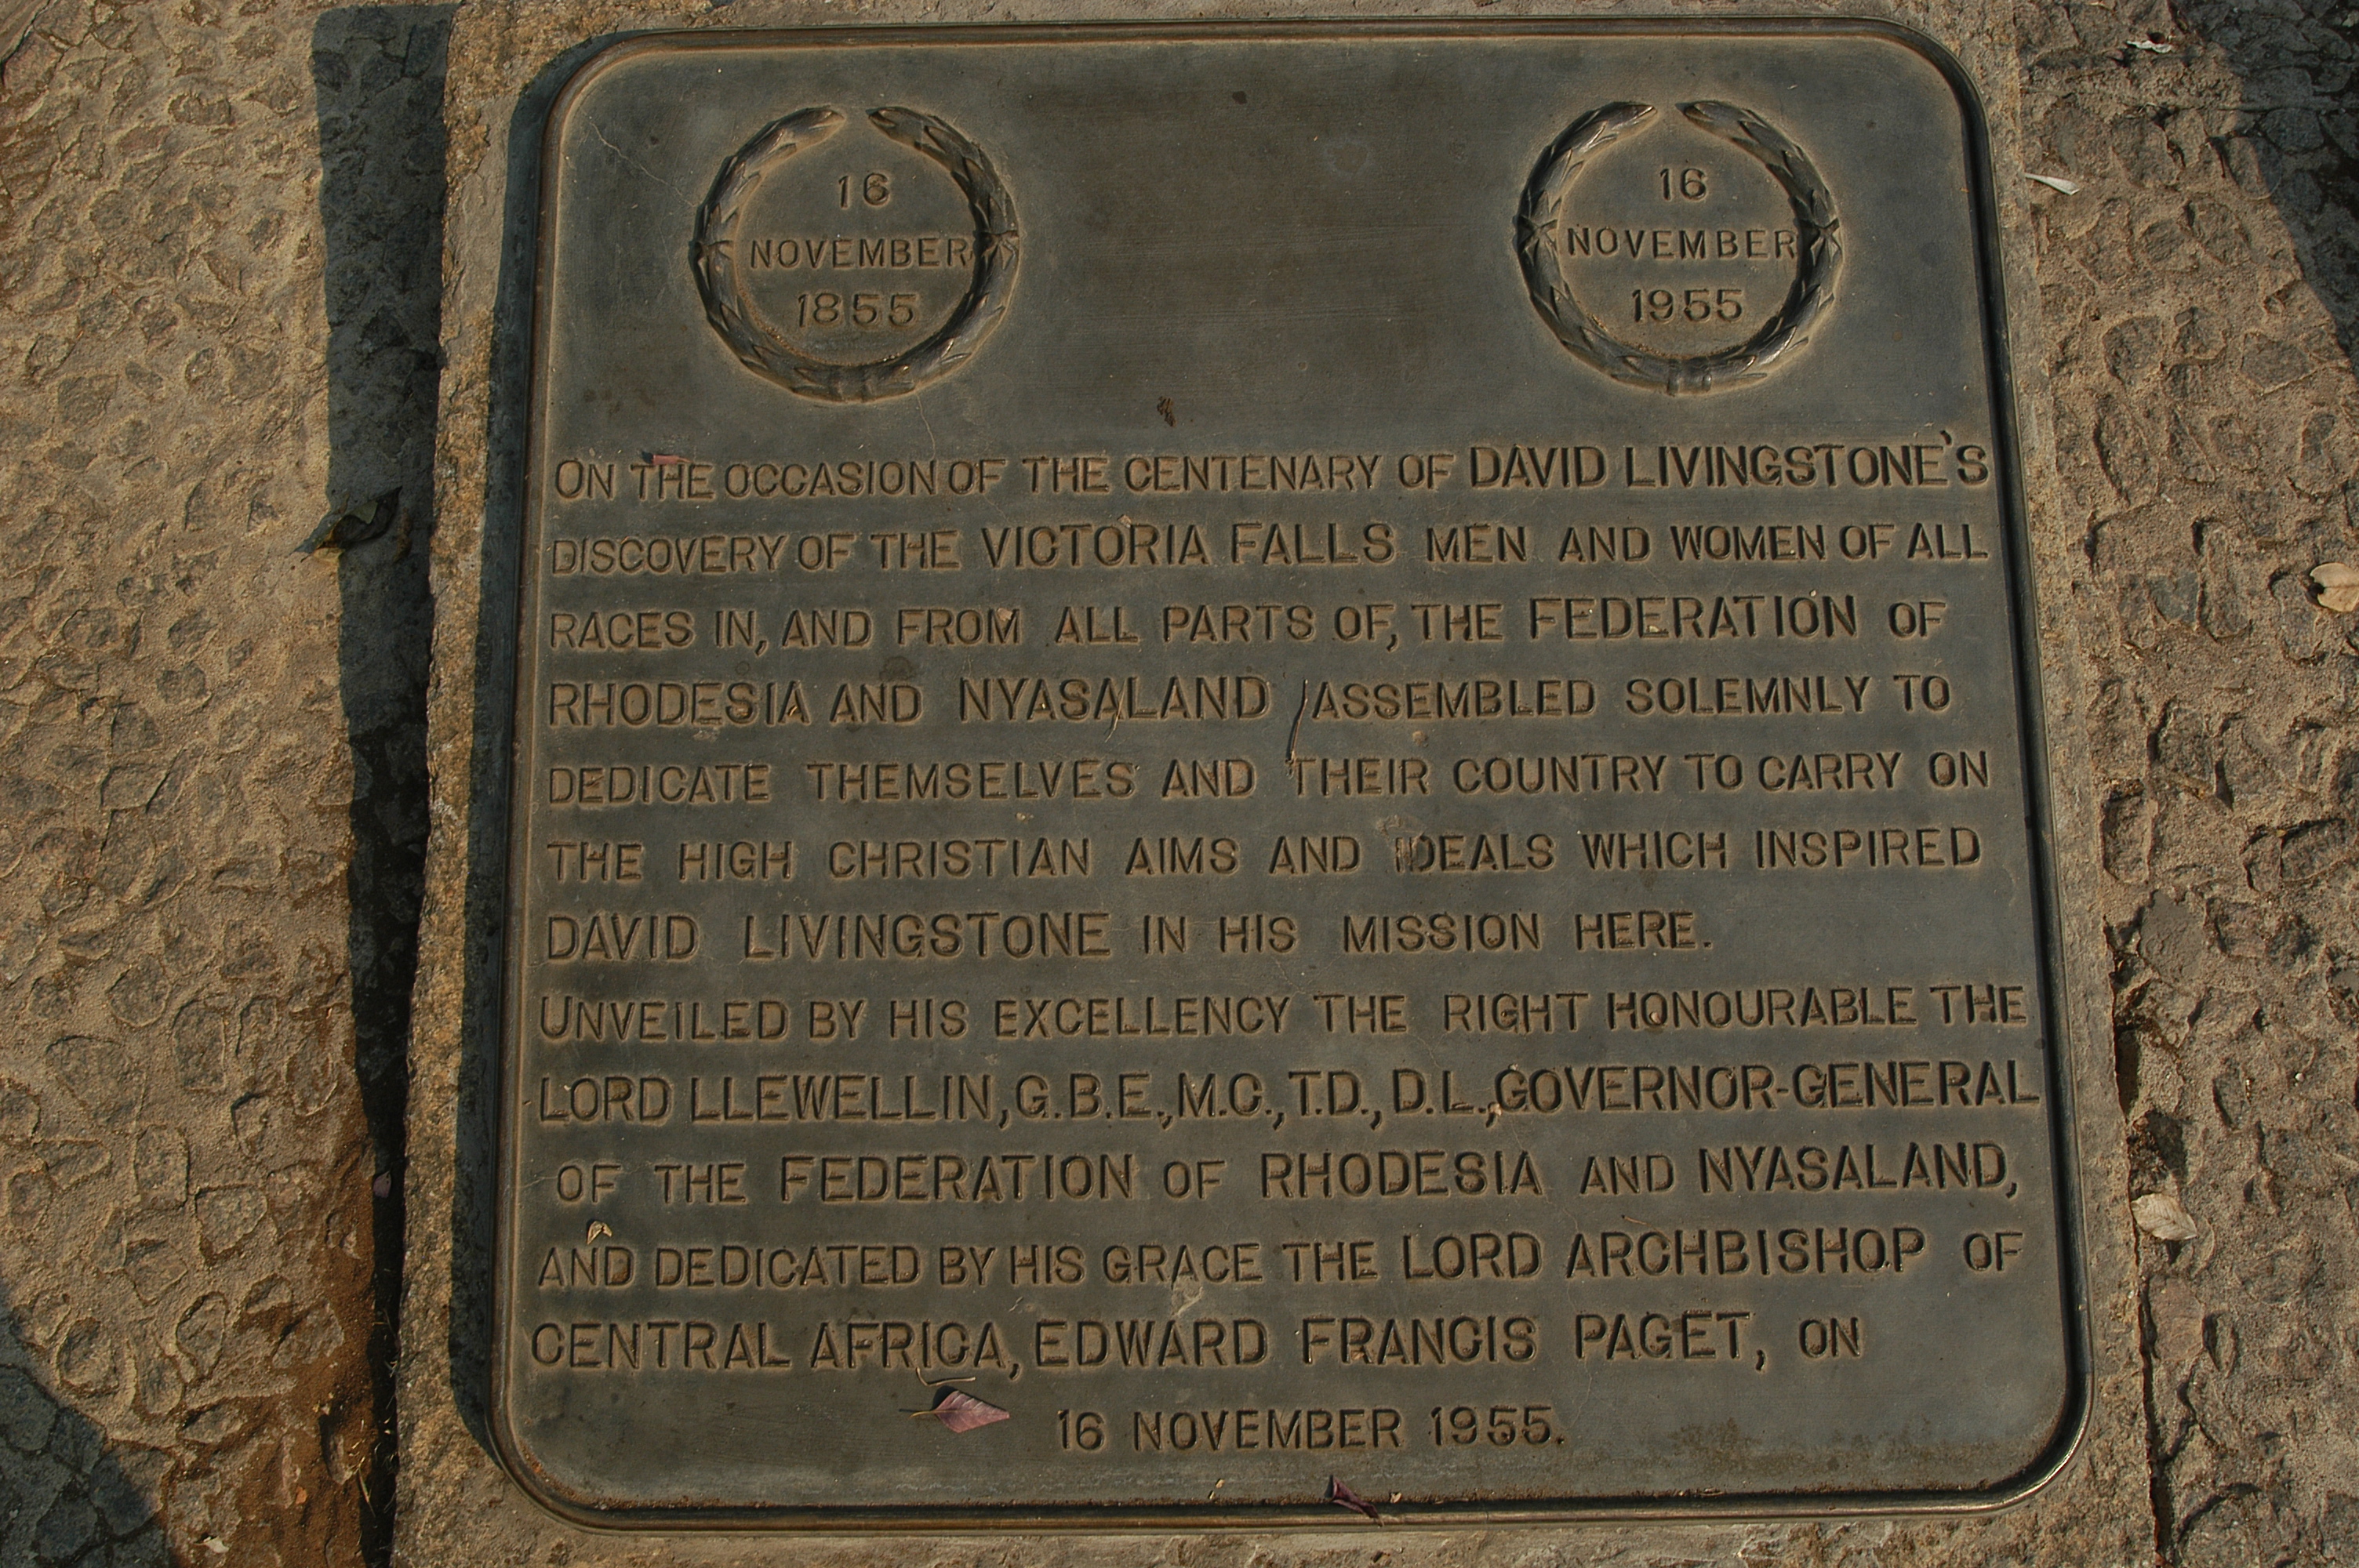 16
NOVEMBER
1855
16
NOVEMBER
1955
ON THE OCCASION OF THE CENTENARY OF DAVID LIVINGSTONE'S
DISCOVERY OF THE VICTORIA FALLS MEN AND WOMEN OF ALL
RACES IN, AND FROM ALL PARTS OF, THE FEDERATION OF
RHODESIA AND NYASALAND ASSEMBLED SOLEMNLY TO
DEDICATE THEMSELVES AND THEIR COUNTRY TO CARRY ON
THE HIGH CHRISTIAN AIMS AND IDEALS WHICH INSPIRED
DAVID LIVINGSTONE IN HIS MISSION HERE.
UNVEILED BY HIS EXCELLENCY THE RIGHT HONOURABLE THE
LORD LLEWELLIN, G.B.E., M.C., T.D., D.L., GOVERNOR-GENERAL
OF THE FEDERATION OF RHODESIA AND NYASALAND,
AND DEDICATED BY HIS GRACE THE LORD ARCHBISHOP OF
CENTRAL AFRICA, EDWARD FRANCIS PAGET, ON
16 NOVEMBER 1955.